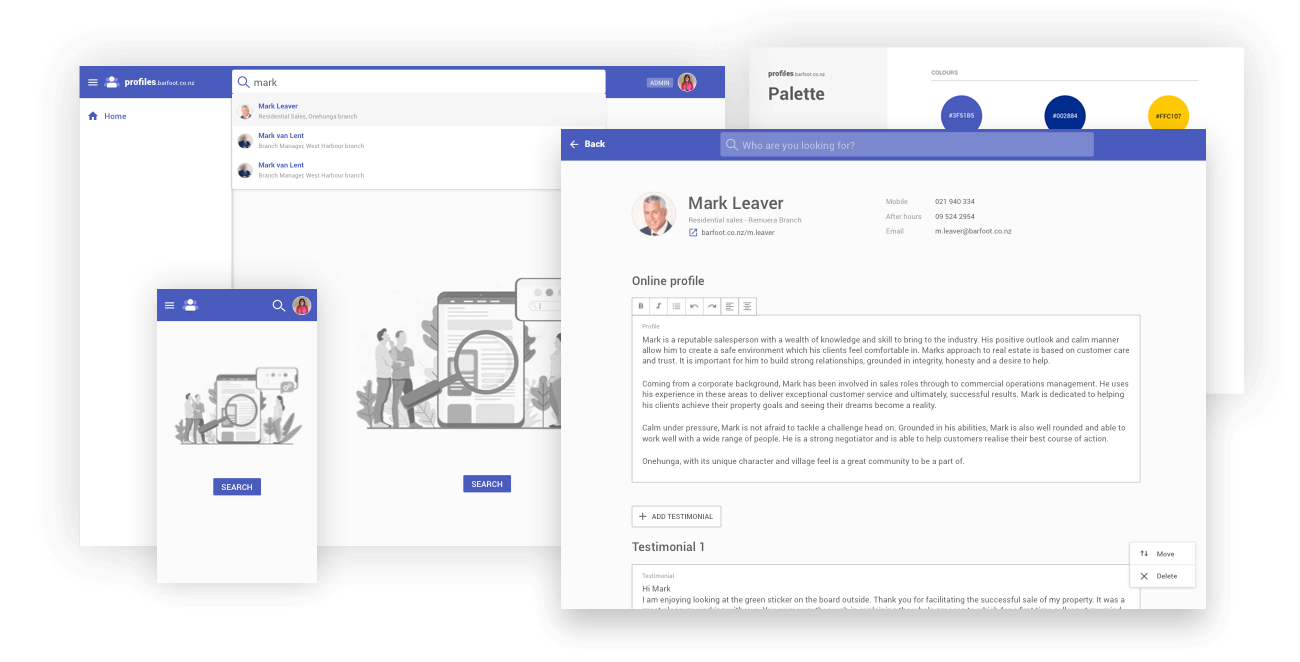 profiles.barfoot.co.nz
mark
ADMIN
Home
Mark Leaver
Residential Sales, Onehunga branch
Mark van Lent
Branch Manager, West Harbour branch
Mark van Lent
Branch Manager, West Harbour branch
SEARCH
SEARCH
profiles.barfoot.co.nz
Palette
COLOURS
#3F51B5
#002884
#FFC107
Back
Who are you looking for?
Mark Leaver
Residential sales - Remuera Branch
barfoot.co.nz/m.leaver
Mobile 021 940 334
After hours 09 524 2954
Email m.leaver@barfoot.co.nz
Online profile
B I
Profile
Mark is a reputable salesperson with a wealth of knowledge and skill to bring to the industry. His positive outlook and calm manner
allow him to create a safe environment which his clients feel comfortable in. Marks approach to real estate is based on customer care
and trust. It is important for him to build strong relationships, grounded in integrity, honesty and a desire to help.
Coming from a corporate background, Mark has been involved in sales roles through to commercial operations management. He uses
his experience in these areas to deliver exceptional customer service and ultimately, successful results. Mark is dedicated to helping
his clients achieve their property goals and seeing their dreams become a reality.
Calm under pressure, Mark is not afraid to tackle a challenge head on. Grounded in his abilities, Mark is also well rounded and able to
work well with a wide range of people. He is a strong negotiator and is able to help customers realise their best course of action.
Onehunga, with its unique character and village feel is a great community to be a part of.
ADD TESTIMONIAL
Testimonial 1
Move
Delete
Testimonial
Hi Mark
I am enjoying looking at the green sticker on the board outside. Thank you for facilitating the successful sale of my property. It was a